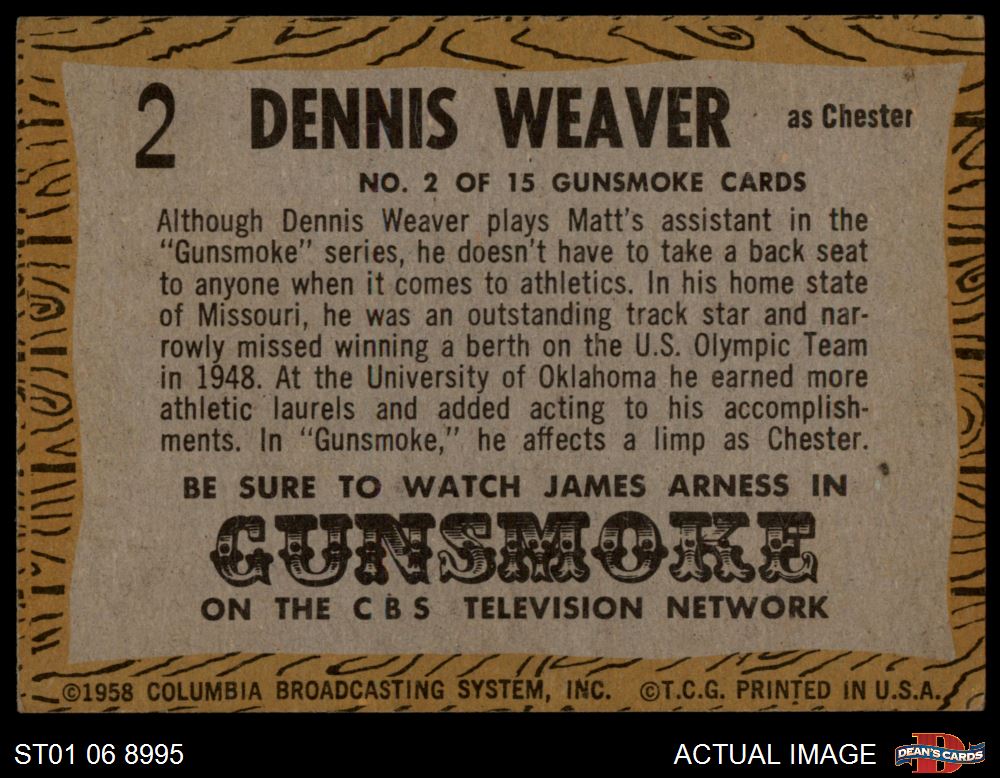 2 DENNIS WEAVER as Chester
NO. 2 OF 15 GUNSMOKE CARDS
Although Dennis Weaver plays Matt's assistant in the
"Gunsmoke" series, he doesn't have to take a back seat
to anyone when it comes to athletics. In his home state
of Missouri, he was an outstanding track star and nar-
rowly missed winning a berth on the U.S. Olympic Team
in 1948. At the University of Oklahoma he earned more
athletic laurels and added acting to his accomplish-
ments. In "Gunsmoke," he affects a limp as Chester.
BE SURE TO WATCH JAMES ARNESS IN
GUNSMOKE
ON THE CBS TELEVISION NETWORK
©1958 COLUMBIA BROADCASTING SYSTEM, INC. ©T.C.G. PRINTED IN U.S.A.
ST01 06 8995
ACTUAL IMAGE
D
DEAN'S CARDS